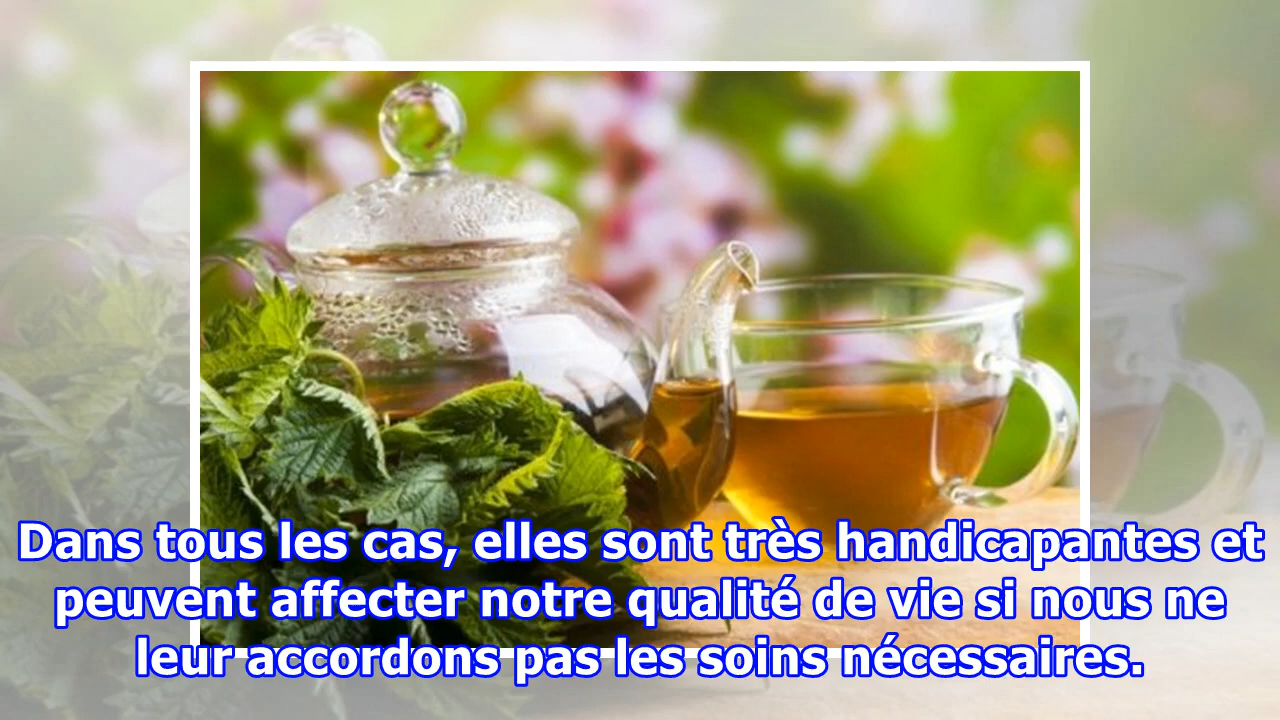 Dans tous les cas, elles sont très handicapantes et
peuvent affecter notre qualité de vie si nous ne
leur accordons pas les soins nécessaires.